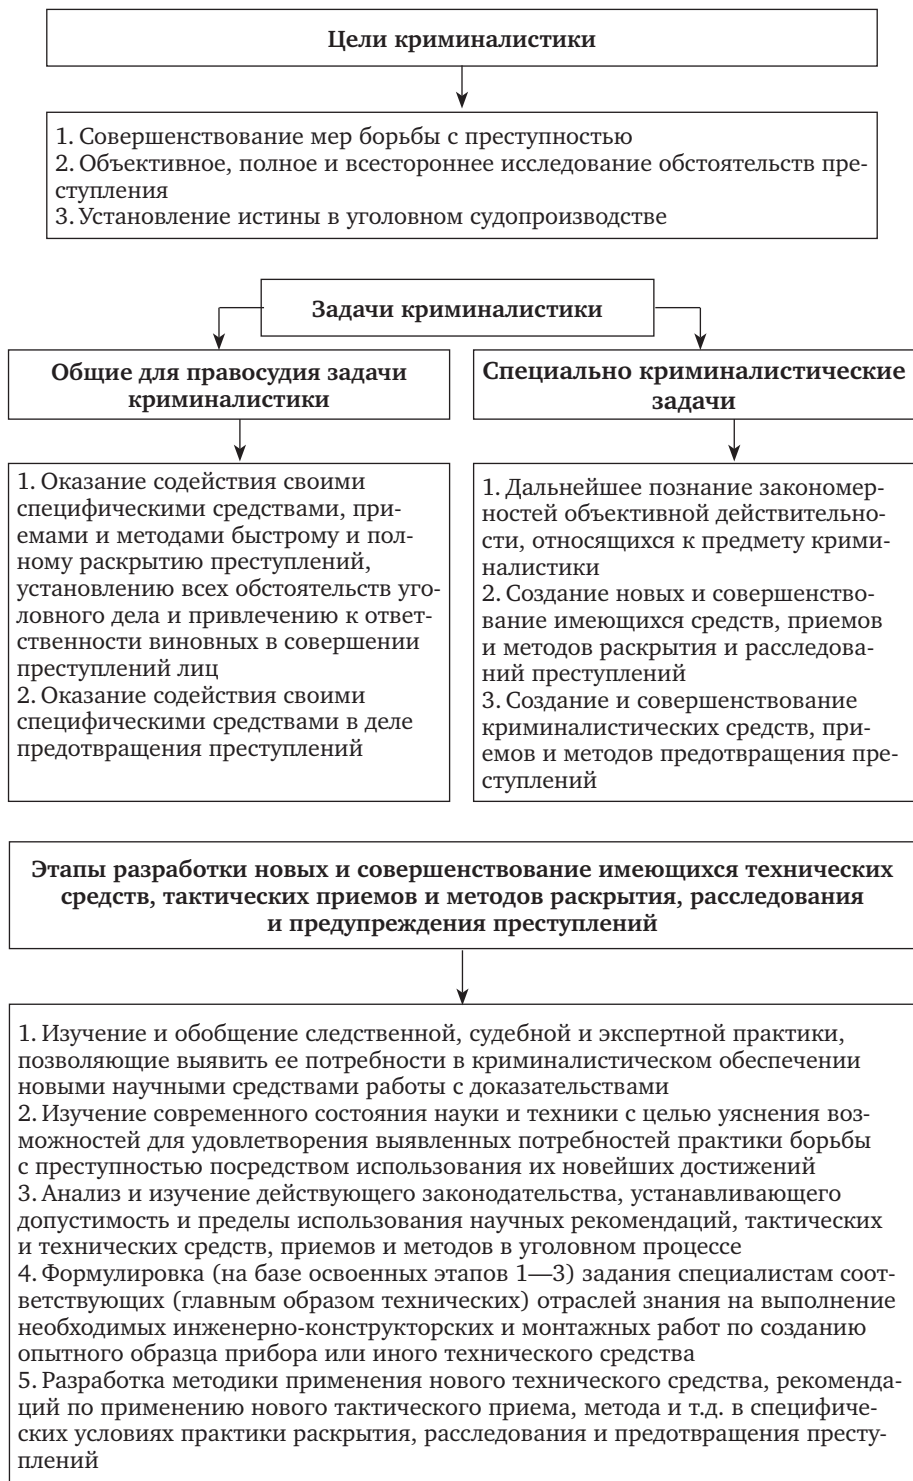 Цели криминалистики
1. Совершенствование мер борьбы с преступностью
2. Объективное, полное и всестороннее исследование обстоятельств пре-
ступления
3. Установление истины в уголовном судопроизводстве
Задачи криминалистики
Общие для правосудия задачи
криминалистики
1. Оказание содействия своими
специфическими средствами, при-
емами и методами быстрому и пол-
ному раскрытию преступлений,
установлению всех обстоятельств уго-
ловного дела и привлечению к ответ-
ственности виновных в совершении
преступлений лиц
2. Оказание содействия своими
специфическими средствами в деле
предотвращения преступлений
Специально криминалистические
задачи
1. Дальнейшее познание закономер-
ностей объективной действительно-
сти, относящихся к предмету крими-
налистики
2. Создание новых и совершенство-
вание имеющихся средств, приемов
и методов раскрытия и расследова-
ний преступлений
3. Создание и совершенствование
криминалистических средств, при-
емов и методов предотвращения пре-
ступлений
Этапы разработки новых и совершенствование имеющихся технических
средств, тактических приемов и методов раскрытия, расследования
и предупреждения преступлений
1. Изучение и обобщение следственной, судебной и экспертной практики,
позволяющие выявить ее потребности в криминалистическом обеспечении
новыми научными средствами работы с доказательствами
2. Изучение современного состояния науки и техники с целью уяснения воз-
можностей для удовлетворения выявленных потребностей практики борьбы
с преступностью посредством использования их новейших достижений
3. Анализ и изучение действующего законодательства, устанавливающего
допустимость и пределы использования научных рекомендаций, тактических
и технических средств, приемов и методов в уголовном процессе
4. Формулировка (на базе освоенных этапов 1—3) задания специалистам соот-
ветствующих (главным образом технических) отраслей знания на выполнение
необходимых инженерно-конструкторских и монтажных работ по созданию
опытного образца прибора или иного технического средства
5. Разработка методики применения нового технического средства, рекоменда-
ций по применению нового тактического приема, метода и т.д. в специфиче-
ских условиях практики раскрытия, расследования и предотвращения престу-
плений